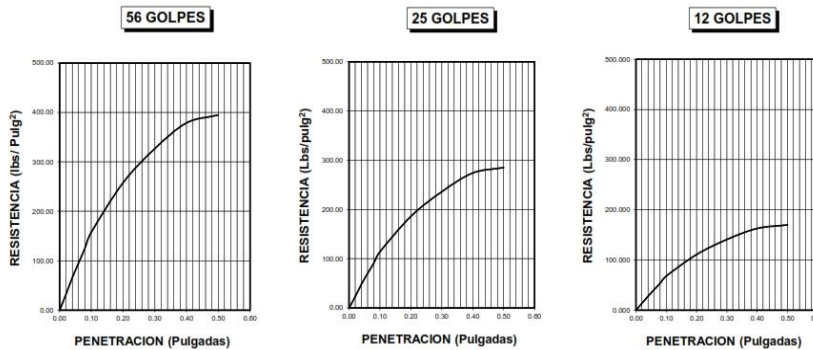 56 GOLPES
25 GOLPES
12 GOLPES
RESISTENCIA (lbs/ Pulg²)
500.00
400.00
300.00
200.00
100.00
0.00
0.00 0.10 0.20 0.30 0.40 0.50 0.60
PENETRACION (Pulgadas)
RESISTENCIA (Lbs/pulg²)
500.00
400.00
300.00
200.00
100.00
0.00
0.00 0.10 0.20 0.30 0.40 0.50 0.60
PENETRACION (Pulgadas)
RESISTENCIA (Lbs/pulg²)
500.000
400.000
300.000
200.000
100.000
0.000
0.00 0.10 0.20 0.30 0.40 0.50
PENETRACION (Pulgadas)